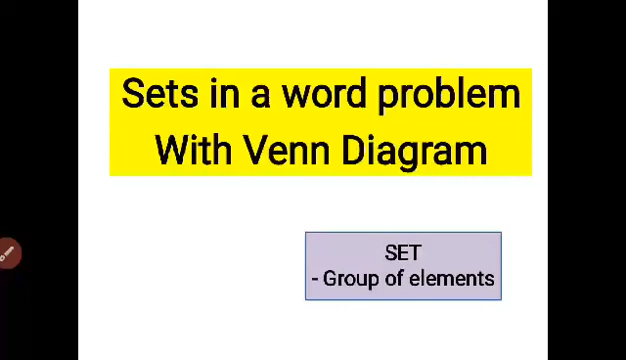 Sets in a word problem
With Venn Diagram
SET
- Group of elements